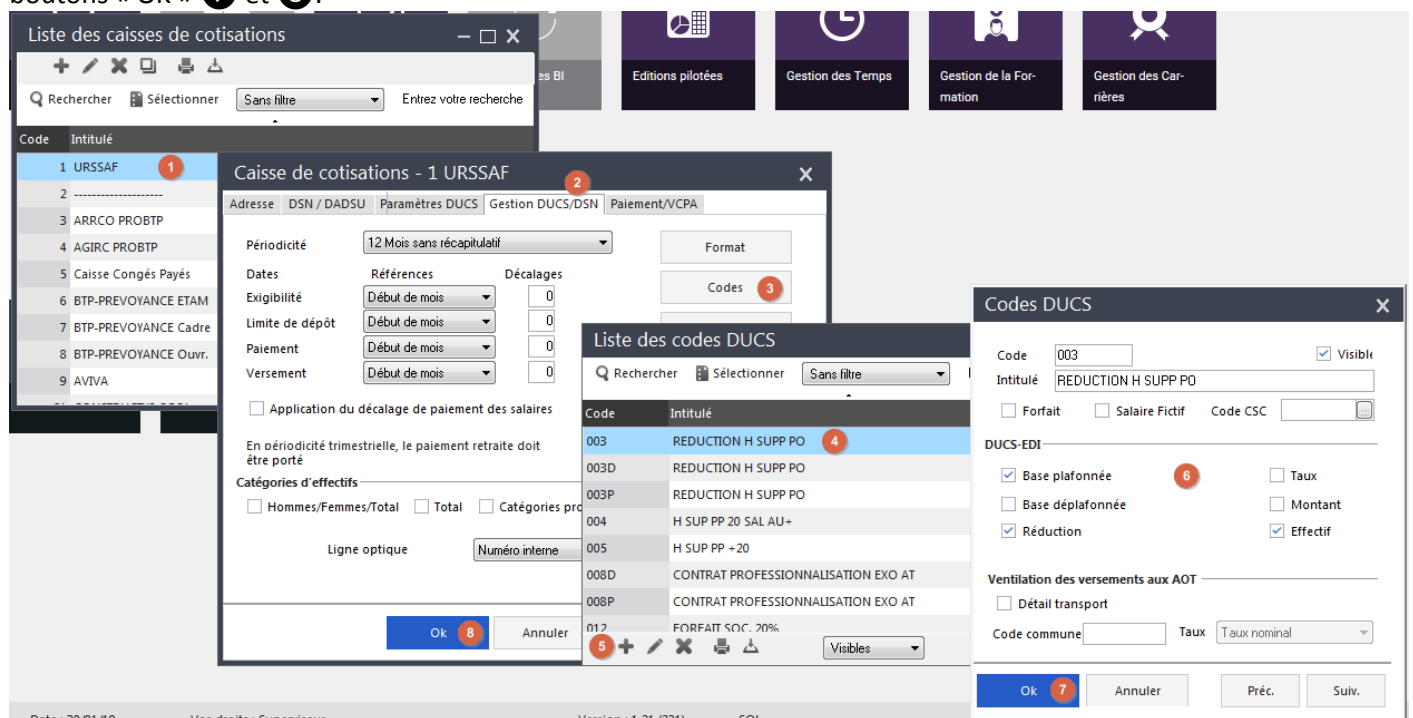 boutons « OK » 7 et 8.
Liste des caisses de cotisations
Rechercher Sélectionner Sans filtre Entrez votre recherche
Code Intitulé
1 URSSAF 1
2 --------------------
3 ARRCO PROBTP
4 AGIRC PROBTP
5 Caisse Congés Payés
6 BTP-PREVOYANCE ETAM
7 BTP-PREVOYANCE Cadre
8 BTP-PREVOYANCE Ouvr.
9 AVIVA
es BI
Editions pilotées
Gestion des Temps
Gestion de la For-
mation
Gestion des Car-
rières
Caisse de cotisations - 1 URSSAF
2
Adresse DSN / DADSU Paramètres DUCS Gestion DUCS/DSN Paiement/VCPA
Périodicité 12 Mois sans récapitulatif Format
Dates Références Décalages
Codes 3
Exigibilité Début de mois 0
Limite de dépôt Début de mois 0
Paiement Début de mois 0
Versement Début de mois 0
Application du décalage de paiement des salaires
En périodicité trimestrielle, le paiement retraite doit
être porté
Catégories d'effectifs
Hommes/Femmes/Total Total Catégories pro
Ligne optique Numéro interne
Ok 8 Annuler
Liste des codes DUCS
Rechercher Sélectionner Sans filtre
Code Intitulé
003 REDUCTION H SUPP PO 4
003D REDUCTION H SUPP PO
003P REDUCTION H SUPP PO
004 H SUP PP 20 SAL AU+
005 H SUP PP +20
008D CONTRAT PROFESSIONNALISATION EXO AT
008P CONTRAT PROFESSIONNALISATION EXO AT
012 FORFAIT SOC. 20%
5 Visibles
Codes DUCS
Code 003 Visible
Intitulé REDUCTION H SUPP PO
Forfait Salaire Fictif Code CSC
DUCS-EDI
Base plafonnée 6 Taux
Base déplafonnée Montant
Réduction Effectif
Ventilation des versements aux AOT
Détail transport
Code commune Taux Taux nominal
Ok 7 Annuler Préc. Suiv.